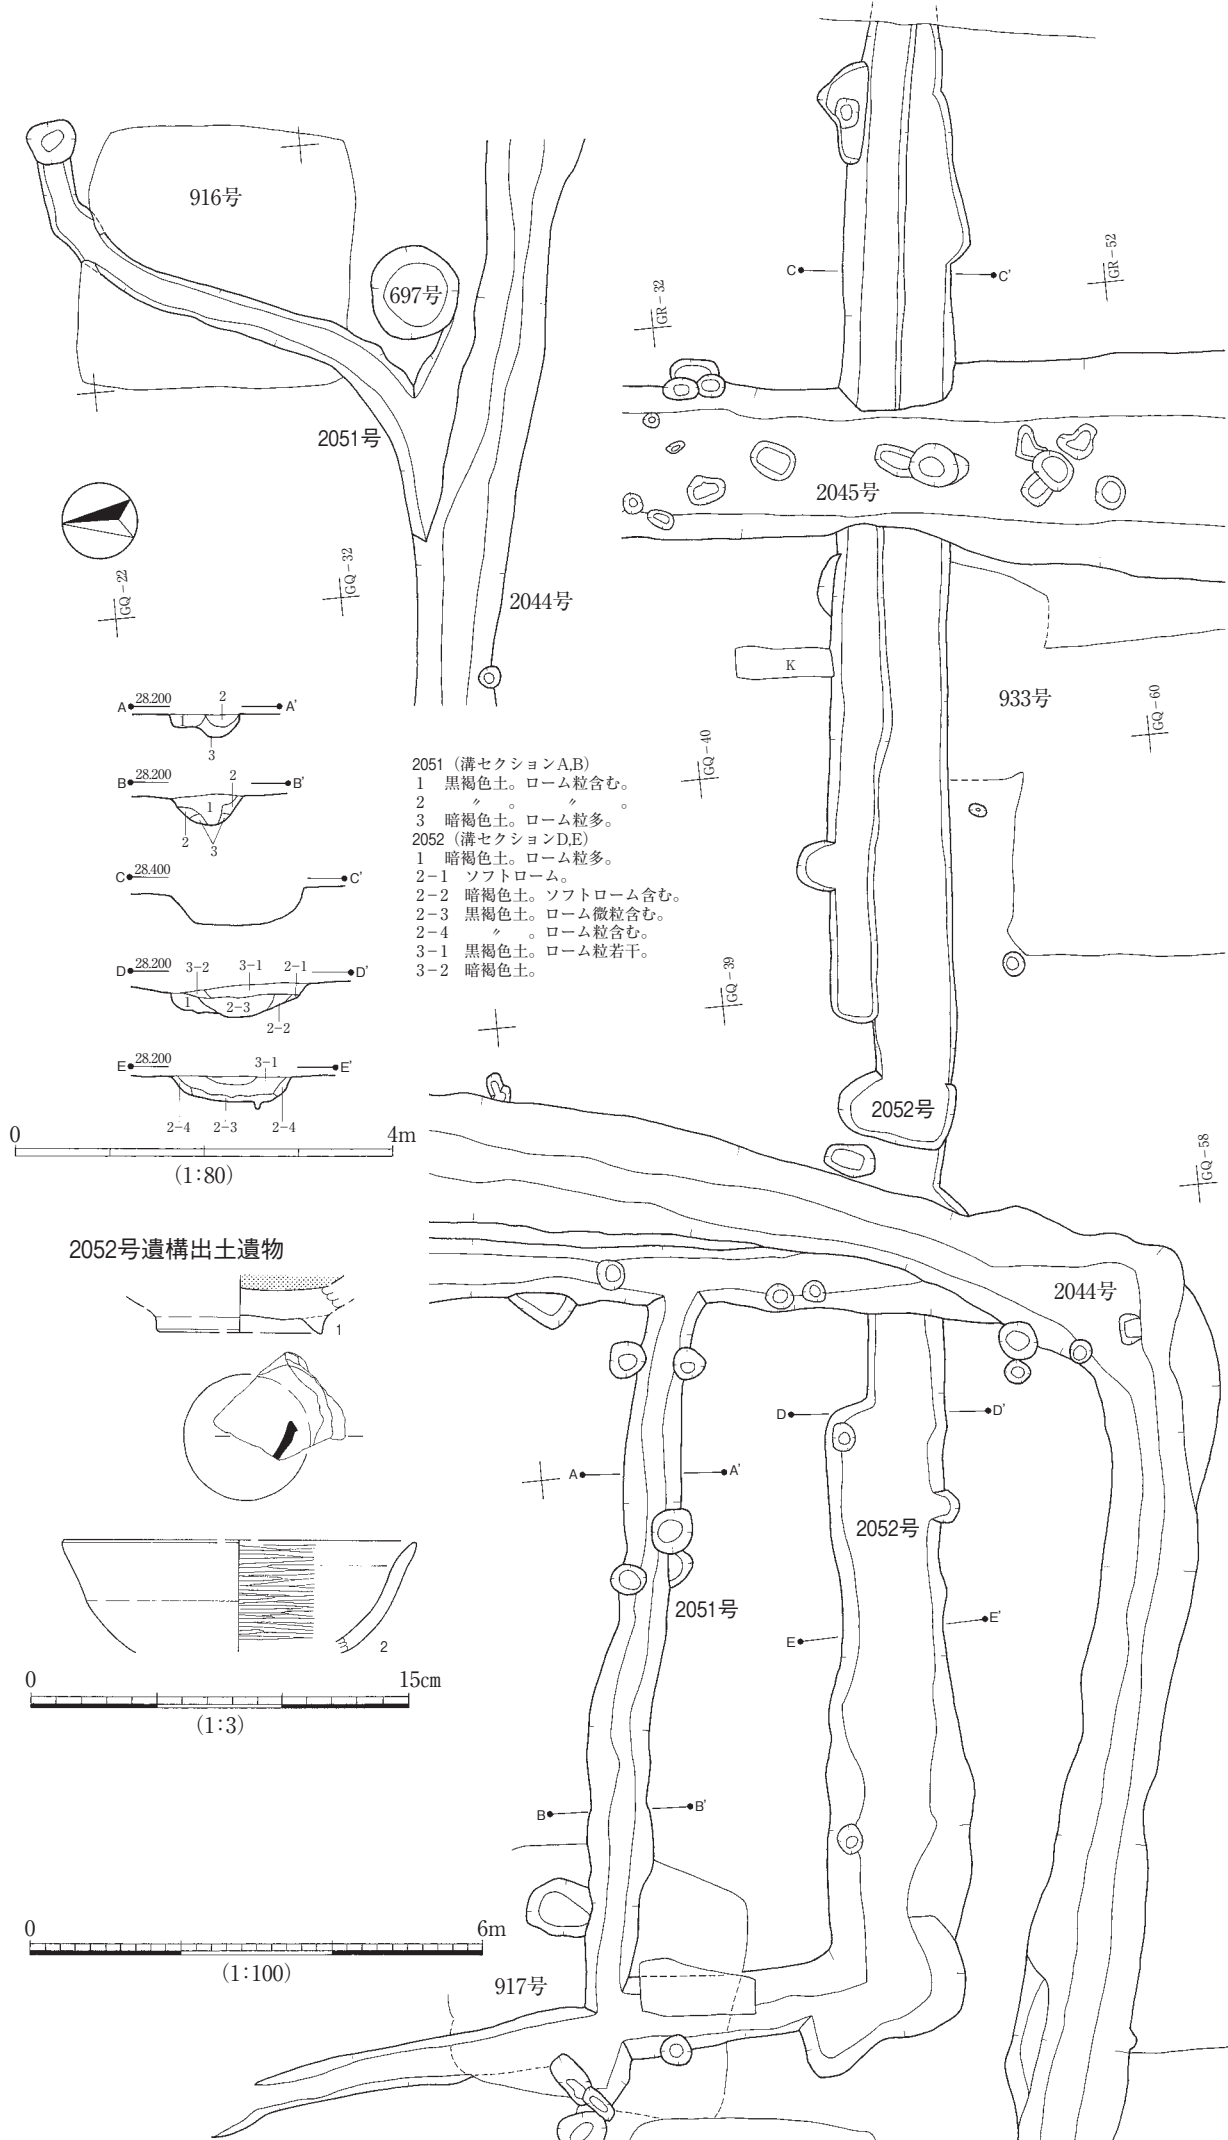 916号
697号
2051号
2044号
GQ-22
GQ-32
GR-32
GR-52
C
C'
2045号
K
933号
GQ-40
GQ-60
GQ-39
GQ-58
2052号
A 28.200 2 A'
1
3
B 28.200 2 B'
1
2 3
C 28.400 C'
D 28.200 3-2 3-1 2-1 D'
1 2-3
2-2
E 28.200 3-1 E'
2-4 2-3 2-4
0 4m
(1:80)
2051(溝セクションA,B)
1 黒褐色土。ローム粒含む。
2 〃 。 〃 。
3 暗褐色土。ローム粒多。
2052(溝セクションD,E)
1 暗褐色土。ローム粒多。
2-1 ソフトローム。
2-2 暗褐色土。ソフトローム含む。
2-3 黒褐色土。ローム微粒含む。
2-4 〃 。ローム粒含む。
3-1 黒褐色土。ローム粒若干。
3-2 暗褐色土。
2052号遺構出土遺物
1
2
0 15cm
(1:3)
0 6m
(1:100)
2044号
D
D'
A
A'
2052号
2051号
E
E'
B
B'
917号